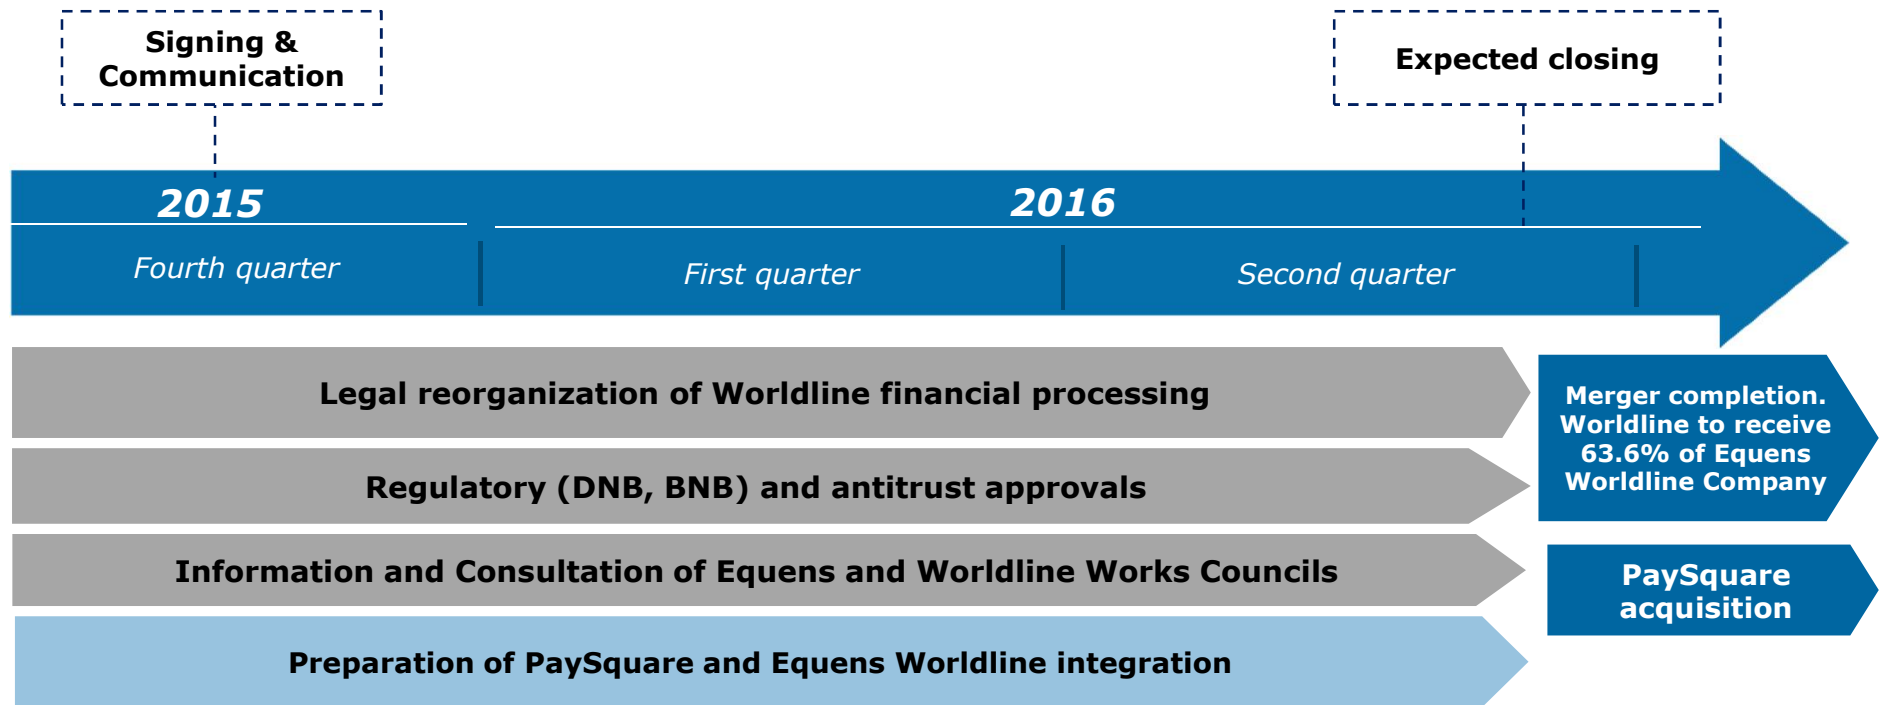 Signing &
Communication
Expected closing
2015
2016
Fourth quarter
First quarter
Second quarter
Legal reorganization of Worldline financial processing
Regulatory (DNB, BNB) and antitrust approvals
Information and Consultation of Equens and Worldline Works Councils
Preparation of PaySquare and Equens Worldline integration
Merger completion.
Worldline to receive
63.6% of Equens
Worldline Company
PaySquare
acquisition